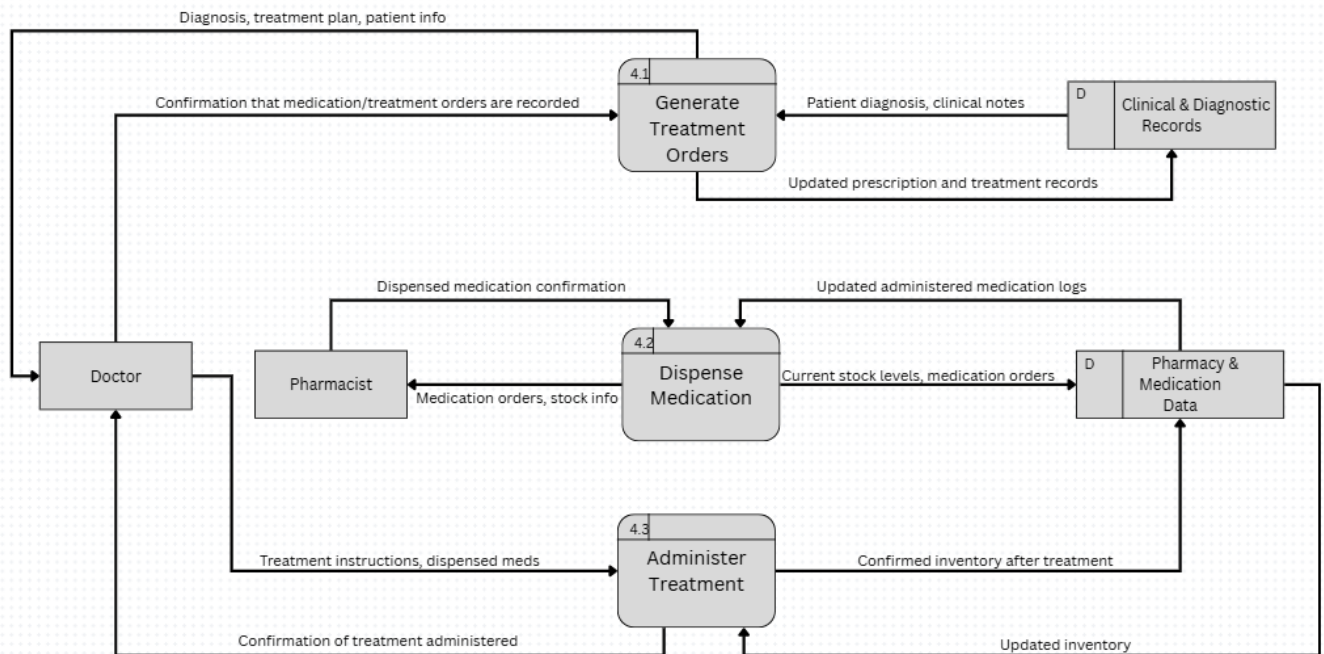 Diagnosis, treatment plan, patient info
4.1
Generate
Treatment
Orders
Confirmation that medication/treatment orders are recorded
Patient diagnosis, clinical notes
D
Clinical & Diagnostic
Records
Updated prescription and treatment records
Dispensed medication confirmation
Updated administered medication logs
4.2
Dispense
Medication
Doctor
Pharmacist
Medication orders, stock info
Current stock levels, medication orders
D
Pharmacy &
Medication
Data
4.3
Administer
Treatment
Treatment instructions, dispensed meds
Confirmed inventory after treatment
Confirmation of treatment administered
Updated inventory